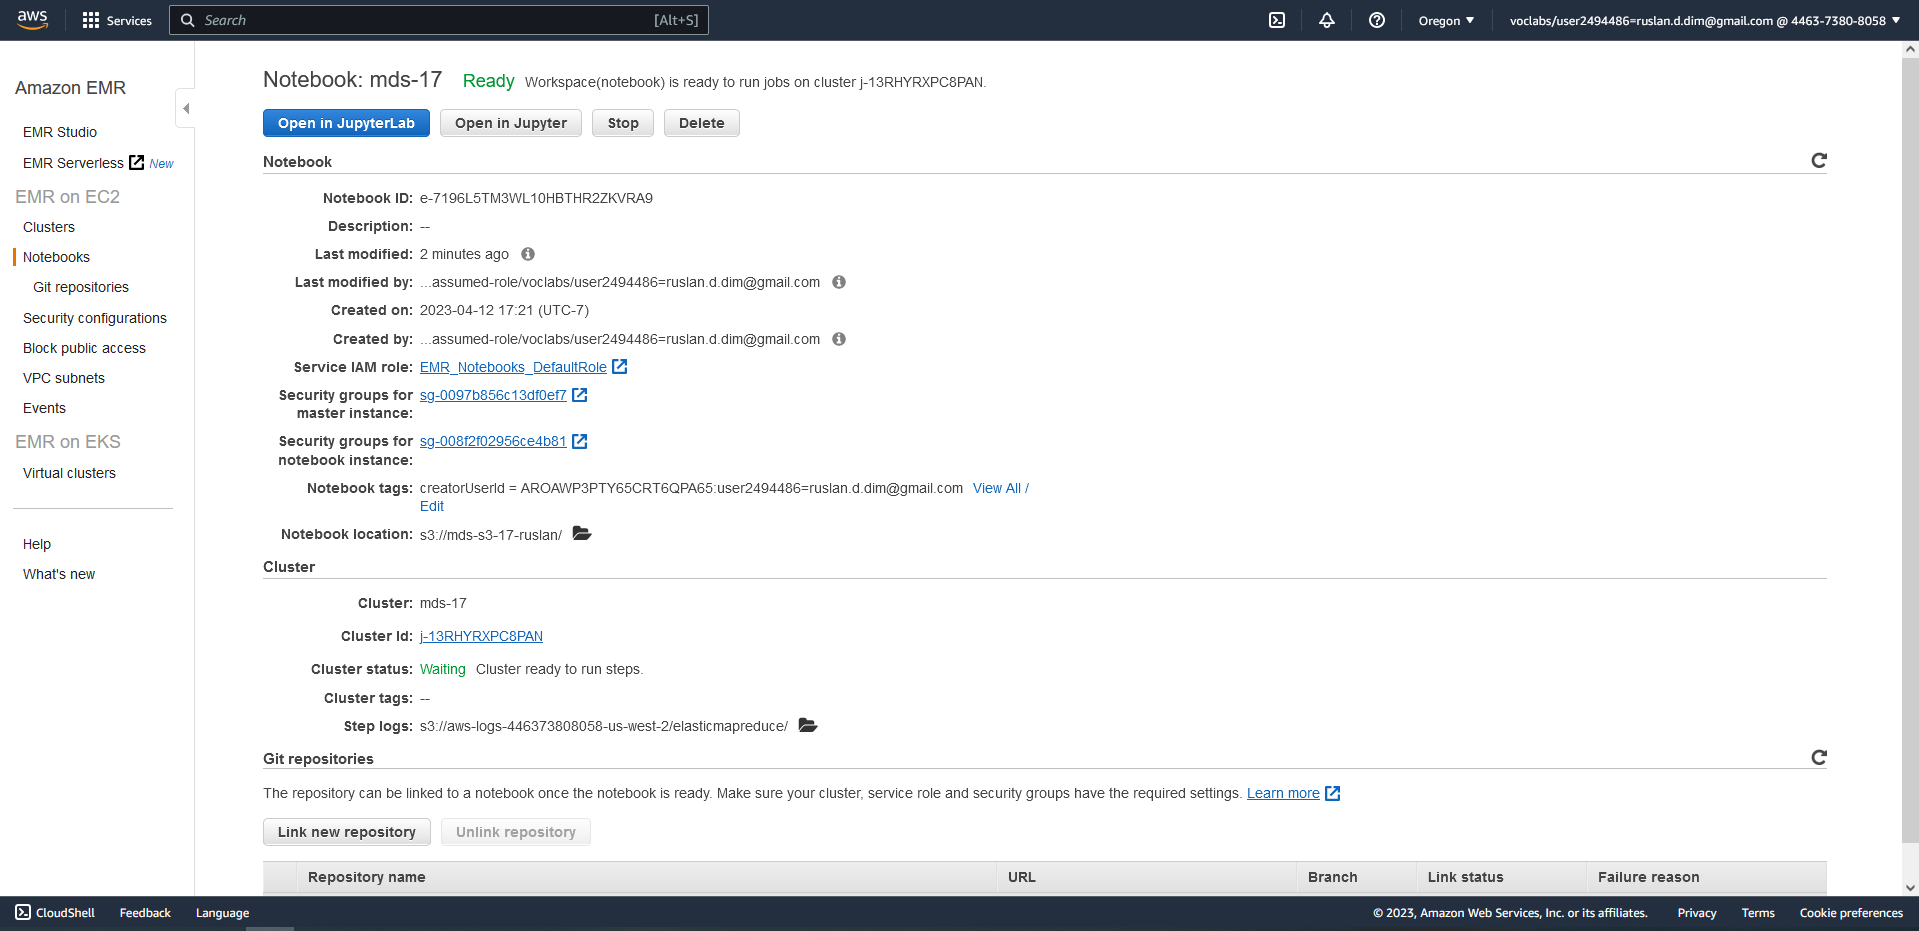 aws
Services
Search [Alt+S]
Oregon
voclabs/user2494486=ruslan.d.dim@gmail.com @ 4463-7380-8058
Amazon EMR
EMR Studio
EMR Serverless New
EMR on EC2
Clusters
Notebooks
Git repositories
Security configurations
Block public access
VPC subnets
Events
EMR on EKS
Virtual clusters
Help
What's new
Notebook: mds-17 Ready Workspace(notebook) is ready to run jobs on cluster j-13RHYRXPC8PAN.
Open in JupyterLab Open in Jupyter Stop Delete
Notebook
Notebook ID: e-7196L5TM3WL10HBTHR2ZKVRA9
Description: --
Last modified: 2 minutes ago
Last modified by: ...assumed-role/voclabs/user2494486=ruslan.d.dim@gmail.com
Created on: 2023-04-12 17:21 (UTC-7)
Created by: ...assumed-role/voclabs/user2494486=ruslan.d.dim@gmail.com
Service IAM role: EMR_Notebooks_DefaultRole
Security groups for sg-0097b856c13df0ef7
master instance:
Security groups for sg-008f2f02956ce4b81
notebook instance:
Notebook tags: creatorUserId = AROAWP3PTY65CRT6QPA65:user2494486=ruslan.d.dim@gmail.com View All /
Edit
Notebook location: s3://mds-s3-17-ruslan/
Cluster
Cluster: mds-17
Cluster Id: j-13RHYRXPC8PAN
Cluster status: Waiting Cluster ready to run steps.
Cluster tags: --
Step logs: s3://aws-logs-446373808058-us-west-2/elasticmapreduce/
Git repositories
The repository can be linked to a notebook once the notebook is ready. Make sure your cluster, service role and security groups have the required settings. Learn more
Link new repository Unlink repository
Repository name URL Branch Link status Failure reason
CloudShell Feedback Language
© 2023, Amazon Web Services, Inc. or its affiliates. Privacy Terms Cookie preferences